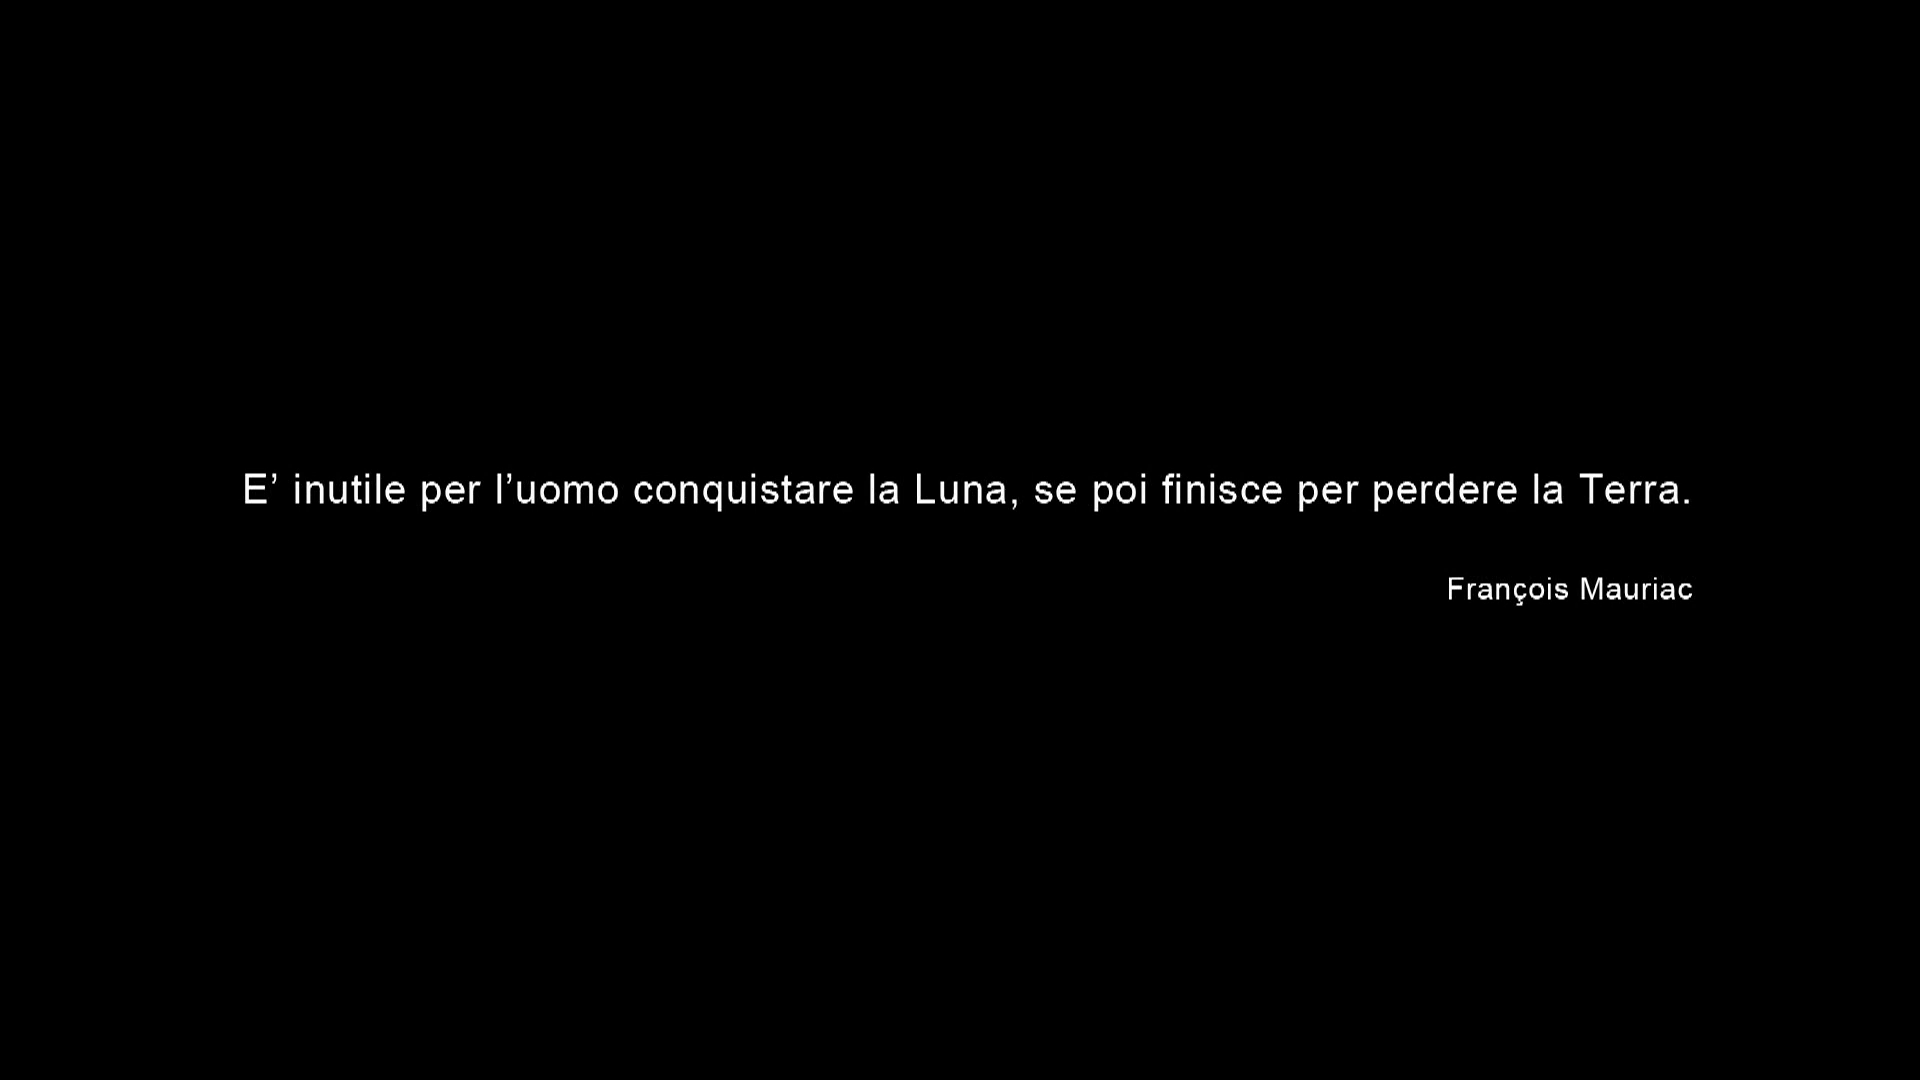 E’ inutile per l’uomo conquistare la Luna, se poi finisce per perdere la Terra.
François Mauriac